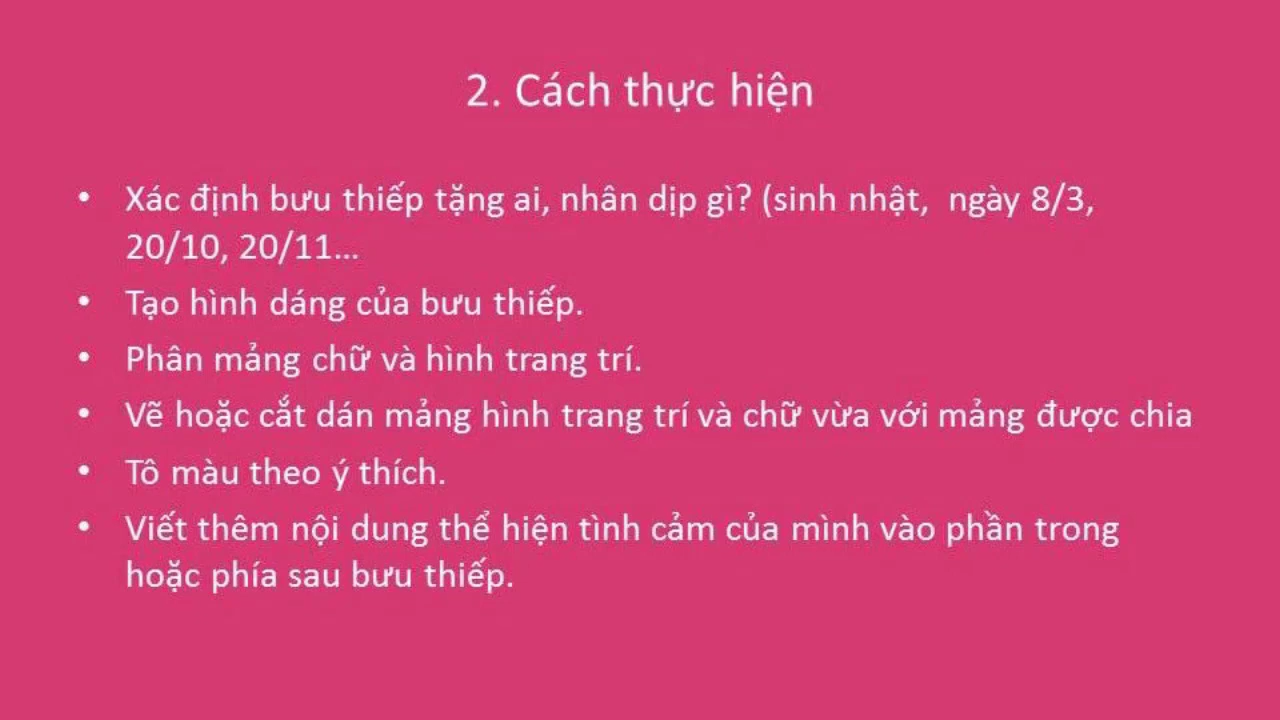 2. Cách thực hiện
• Xác định bưu thiếp tặng ai, nhân dịp gì? (sinh nhật,  ngày 8/3,
20/10, 20/11...
• Tạo hình dáng của bưu thiếp.
• Phân mảng chữ và hình trang trí.
• Vẽ hoặc cắt dán mảng hình trang trí và chữ vừa với mảng được chia
• Tô màu theo ý thích.
• Viết thêm nội dung thể hiện tình cảm của mình vào phần trong
hoặc phía sau bưu thiếp.